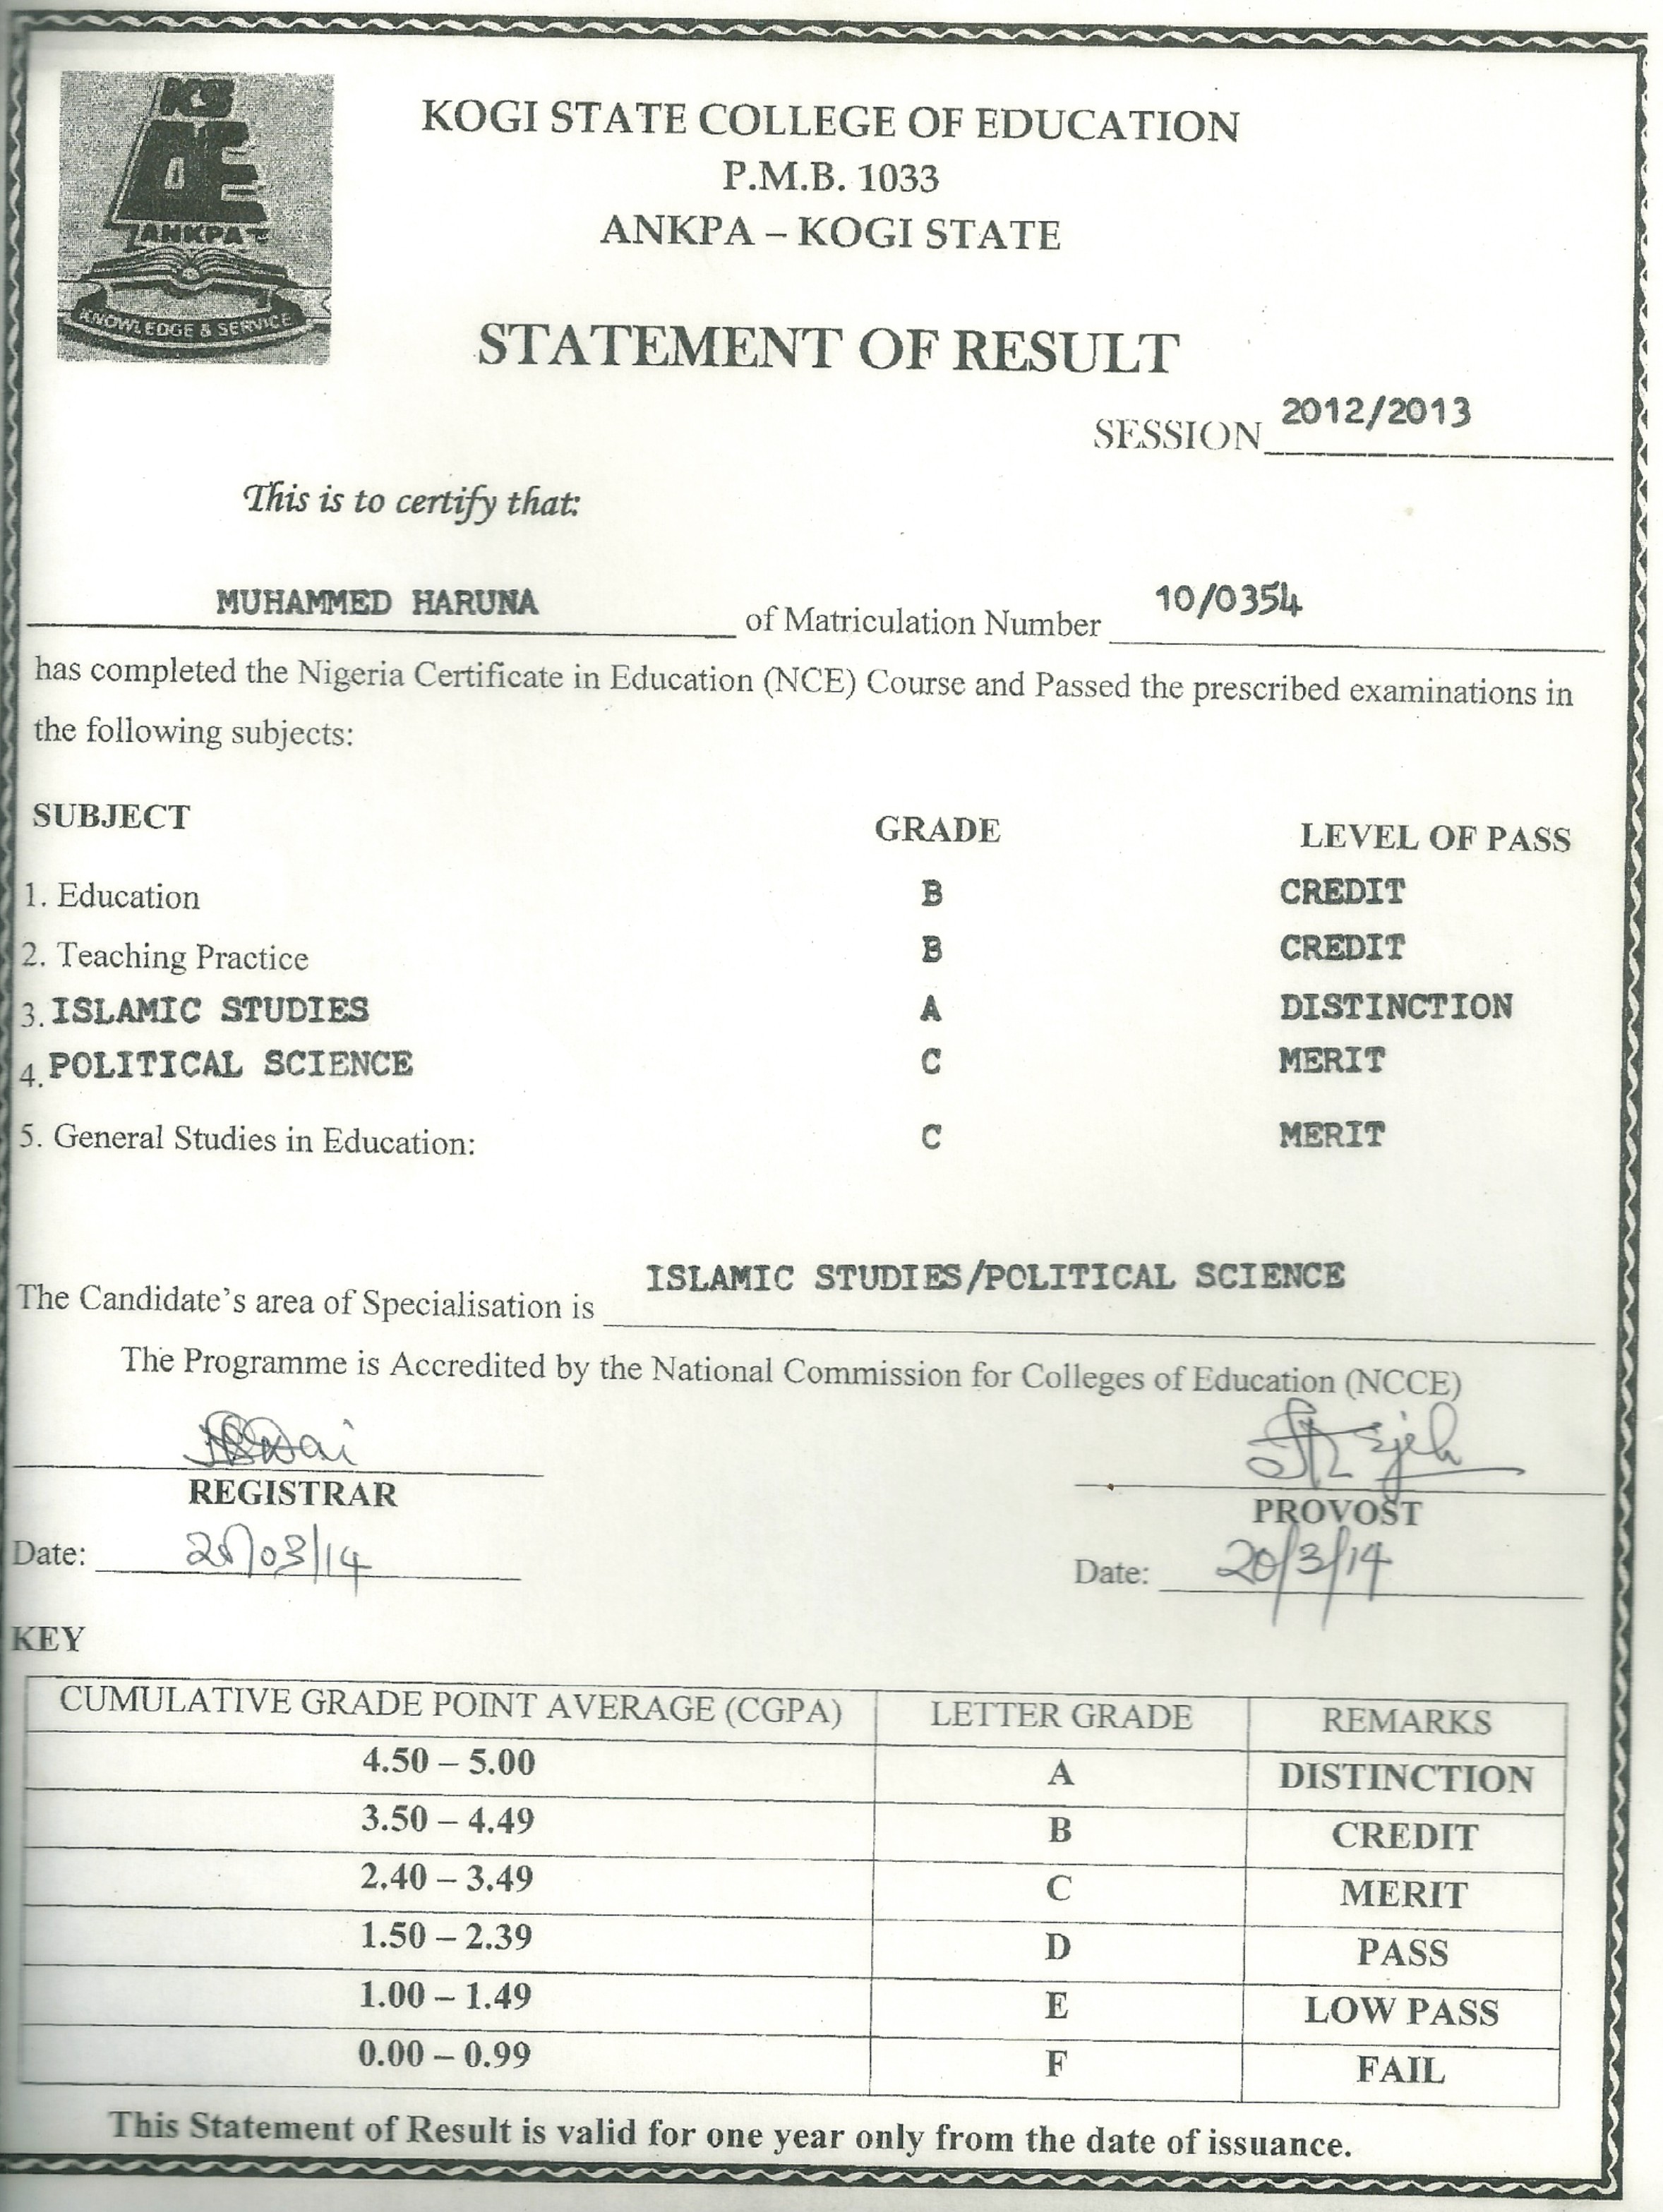 KS
CE
ANKPA
KNOWLEDGE & SERVICE
KOGI STATE COLLEGE OF EDUCATION
P.M.B. 1033
ANKPA – KOGI STATE
STATEMENT OF RESULT
SESSION 2012/2013
This is to certify that:
MUHAMMED HARUNA of Matriculation Number 10/0354
has completed the Nigeria Certificate in Education (NCE) Course and Passed the prescribed examinations in
the following subjects:
SUBJECT GRADE LEVEL OF PASS
1. Education B CREDIT
2. Teaching Practice B CREDIT
3. ISLAMIC STUDIES A DISTINCTION
4. POLITICAL SCIENCE C MERIT
5. General Studies in Education: C MERIT
The Candidate's area of Specialisation is ISLAMIC STUDIES/POLITICAL SCIENCE
The Programme is Accredited by the National Commission for Colleges of Education (NCCE)
REGISTRAR PROVOST
Date: /03/14 Date: 20/3/14
KEY
CUMULATIVE GRADE POINT AVERAGE (CGPA) LETTER GRADE REMARKS
4.50 – 5.00 A DISTINCTION
3.50 – 4.49 B CREDIT
2.40 – 3.49 C MERIT
1.50 – 2.39 D PASS
1.00 – 1.49 E LOW PASS
0.00 – 0.99 F FAIL
This Statement of Result is valid for one year only from the date of issuance.